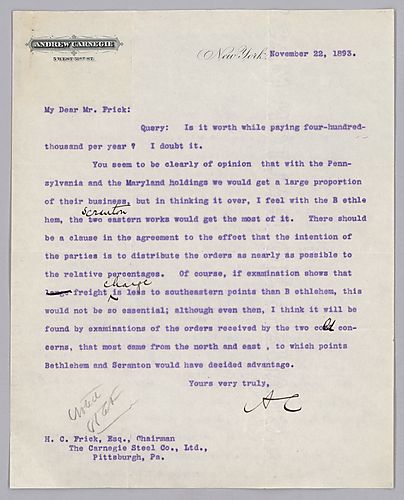 ANDREW CARNEGIE
5 WEST 51ST ST.
New York, November 22, 1893.
My Dear Mr. Frick:
Query: Is it worth while paying four-hundred-
thousand per year ? I doubt it.
You seem to be clearly of opinion that with the Penn-
sylvania and the Maryland holdings we would get a large proportion
of their business, but in thinking it over, I feel with the B ethle
Scranton
hem, the two eastern works would get the most of it. There should
be a clause in the agreement to the effect that the intention of
the parties is to distribute the orders as nearly as possible to
the relative percentages. Of course, if examination shows that
charge
freight is less to southeastern points than B ethlehem, this
would not be so essential; although even then, I think it will be
found by examinations of the orders received by the two old con-
cerns, that most came from the north and east , to which points
Bethlehem and Scranton would have decided advantage.
Yours very truly,
AC
Noted
H. C. Frick, Esq., Chairman
The Carnegie Steel Co., Ltd.,
Pittsburgh, Pa.